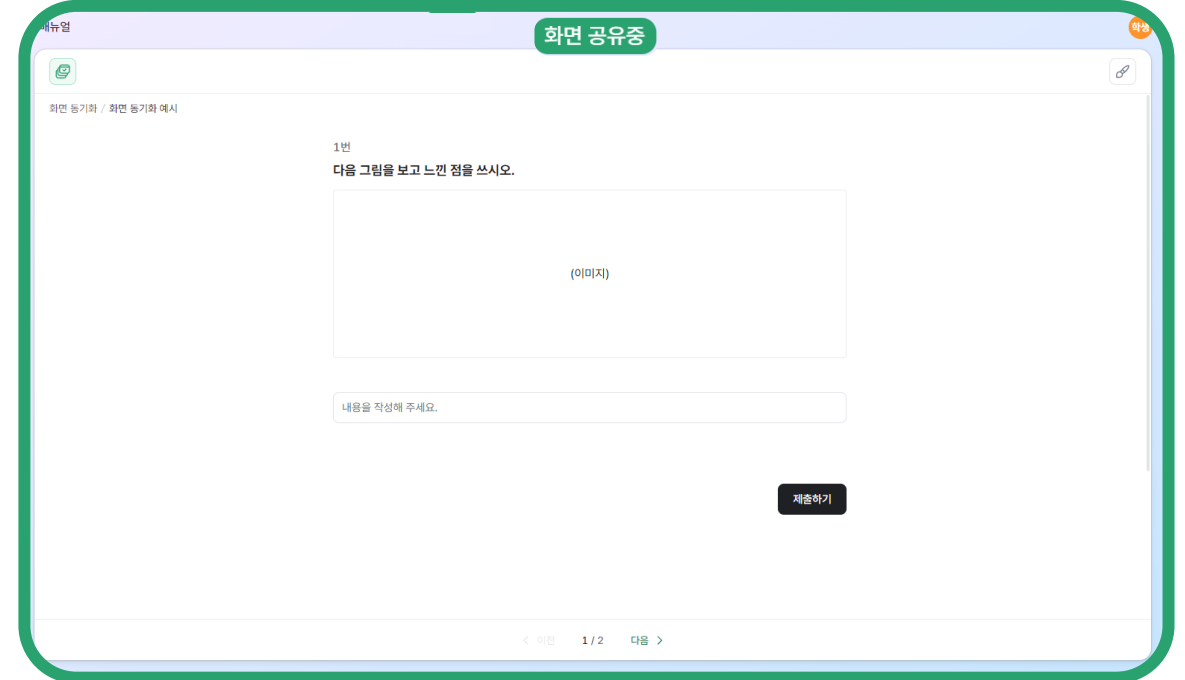 매뉴얼
화면 공유중
학생
화면 동기화 / 화면 동기화 예시
1번
다음 그림을 보고 느낀 점을 쓰시오.
(이미지)
내용을 작성해 주세요.
제출하기
이전 1 / 2 다음